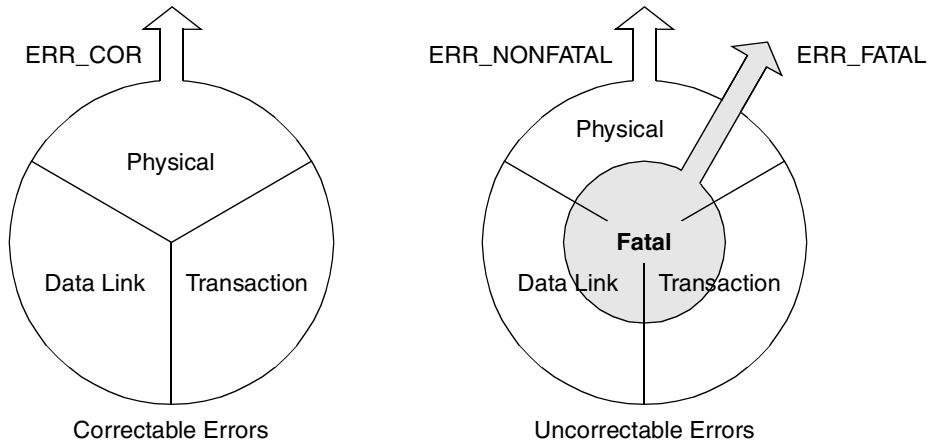 ERR_COR
Physical
Data Link
Transaction
Correctable Errors
ERR_NONFATAL
ERR_FATAL
Physical
Fatal
Data Link
Transaction
Uncorrectable Errors